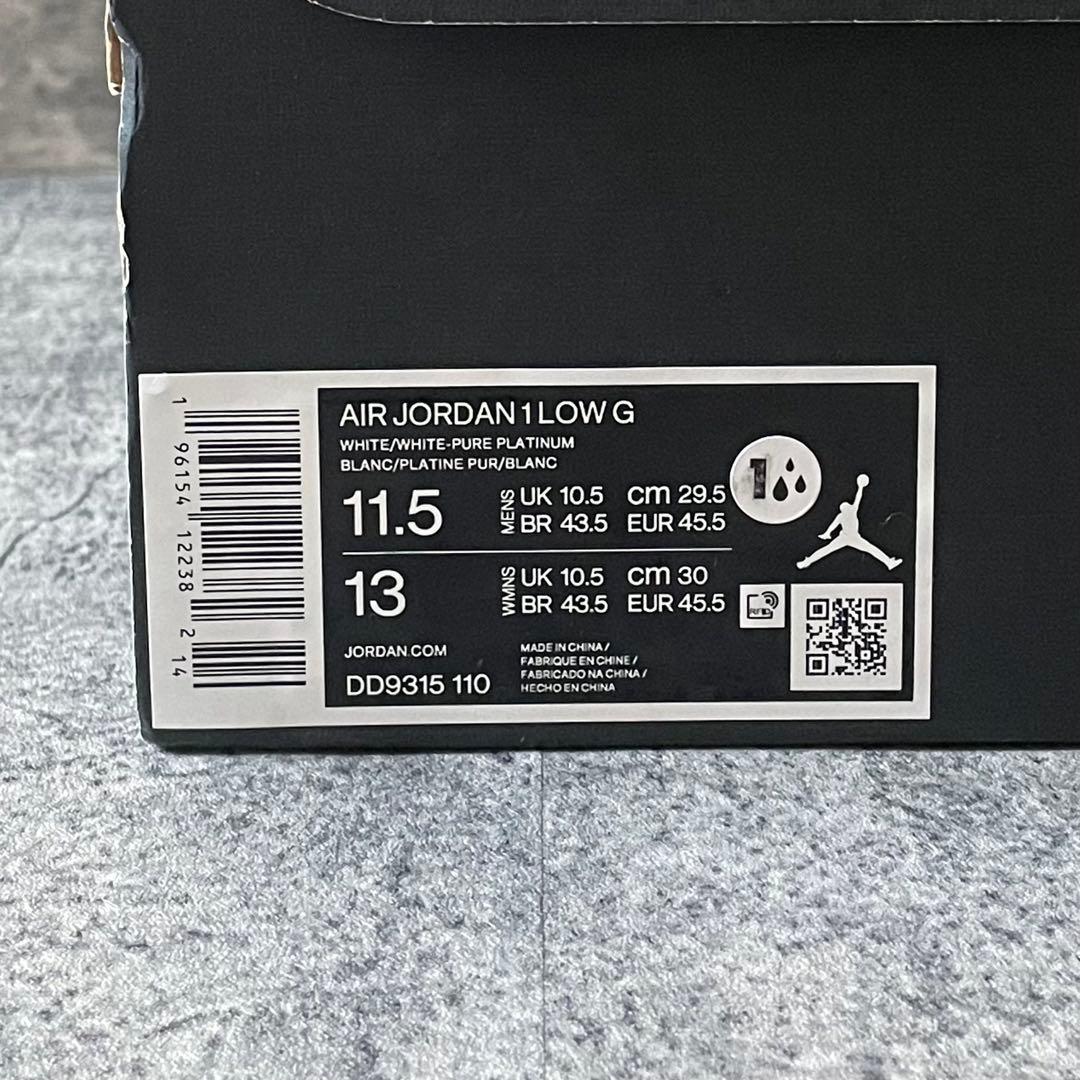 AIR JORDAN 1 LOW G
WHITE/WHITE-PURE PLATINUM
BLANC/PLATINE PUR/BLANC
11.5 MENS UK 10.5 cm 29.5
BR 43.5 EUR 45.5
13 WMNS UK 10.5 cm 30
BR 43.5 EUR 45.5
JORDAN.COM
DD9315 110
MADE IN CHINA /
FABRIQUE EN CHINE /
FABRICADO NA CHINA /
HECHO EN CHINA
1
RFID
1 96154 12238 2 14